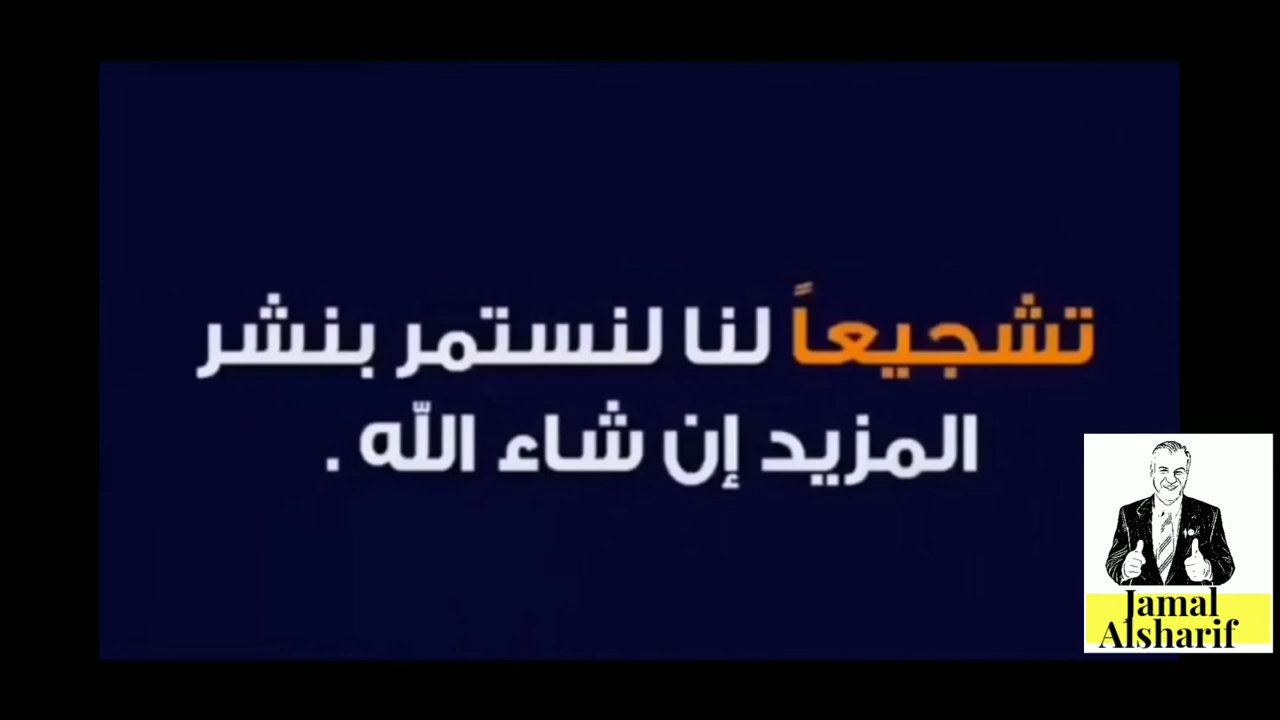 تشجيعاً لنا لنستمر بنشر
المزيد إن شاء الله .
Jamal
Alsharif